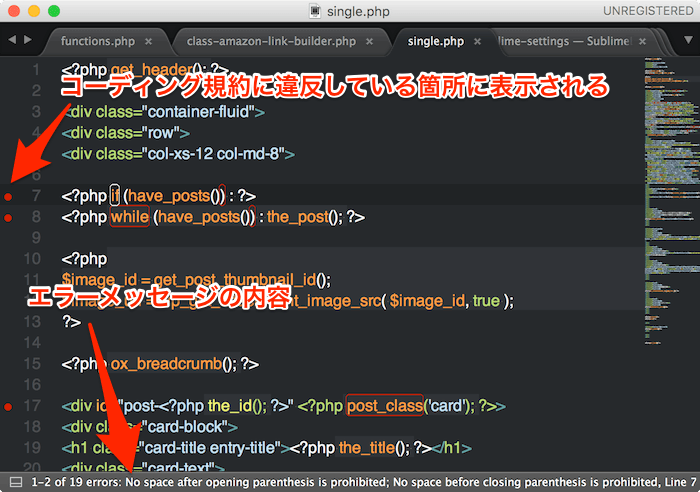 single.php
UNREGISTERED
functions.php × class-amazon-link-builder.php × single.php × lime-settings — Sublime
1 <?php get_header(); ?>
コーディング規約に違反している箇所に表示される
2
3 <div class="container-fluid">
4 <div class="row">
5 <div class="col-xs-12 col-md-8">
6
7 <?php if (have_posts()) : ?>
8 <?php while (have_posts()) : the_post(); ?>
9
10 <?php
11 $image_id = get_post_thumbnail_id();
エラーメッセージの内容
_image_src( $image_id, true );
13 ?>
14
15 <?php ox_breadcrumb(); ?>
16
17 <div id="post-<?php the_id(); ?>" <?php post_class('card'); ?>>
18 <div class="card-block">
19 <h1 class="card-title entry-title"><?php the_title(); ?></h1>
20 <div class="card-text">
1-2 of 19 errors: No space after opening parenthesis is prohibited; No space before closing parenthesis is prohibited, Line 7